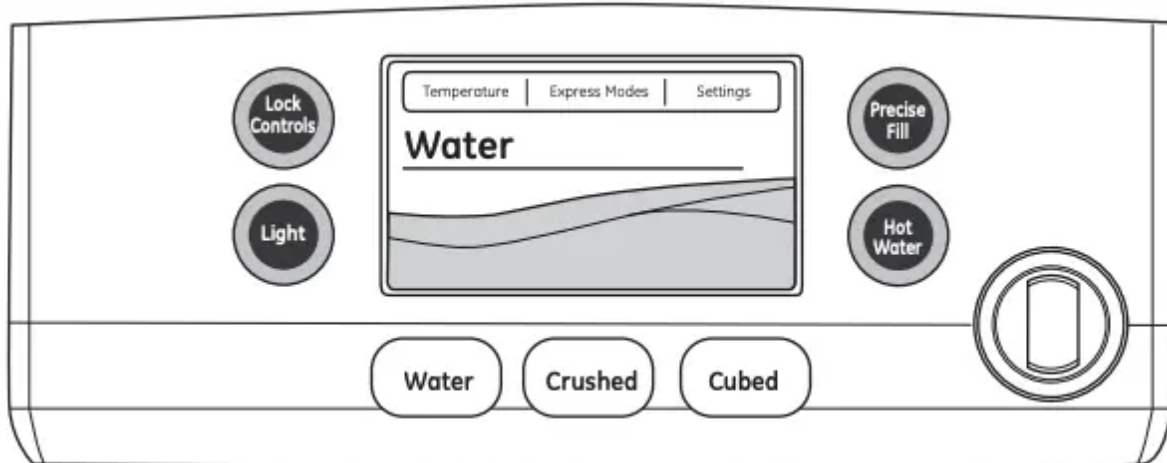 Temperature Express Modes Settings
Lock
Controls
Precise
Fill
Water
Light
Hot
Water
Water Crushed Cubed